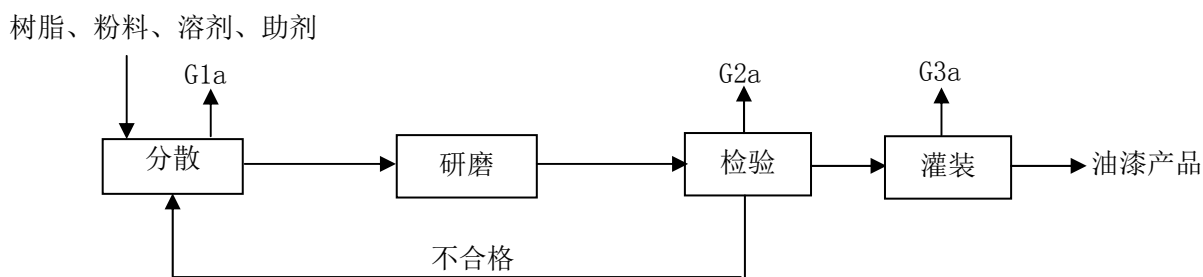 树脂、粉料、溶剂、助剂
G1a
G2a
G3a
分散
研磨
检验
灌装
油漆产品
不合格